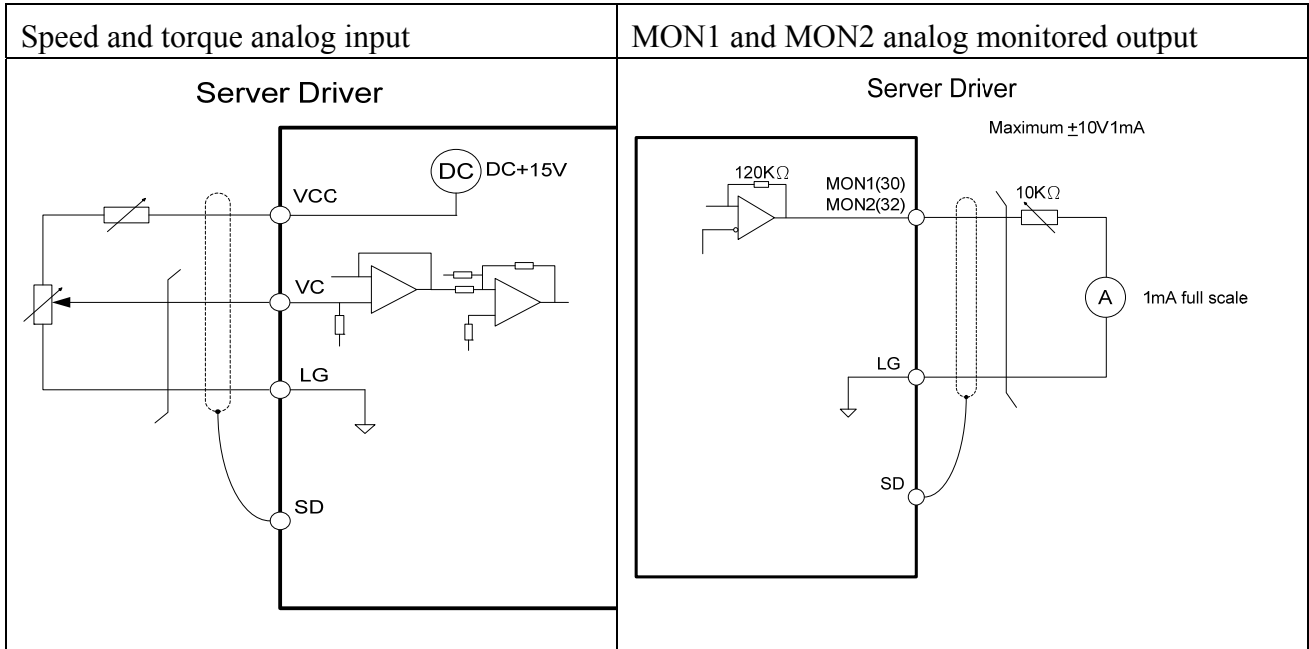 Speed and torque analog input
MON1 and MON2 analog monitored output
Server Driver
DC
DC+15V
VCC
VC
LG
SD
Server Driver
Maximum ±10V1mA
120KΩ
MON1(30)
MON2(32)
10KΩ
A
1mA full scale
LG
SD